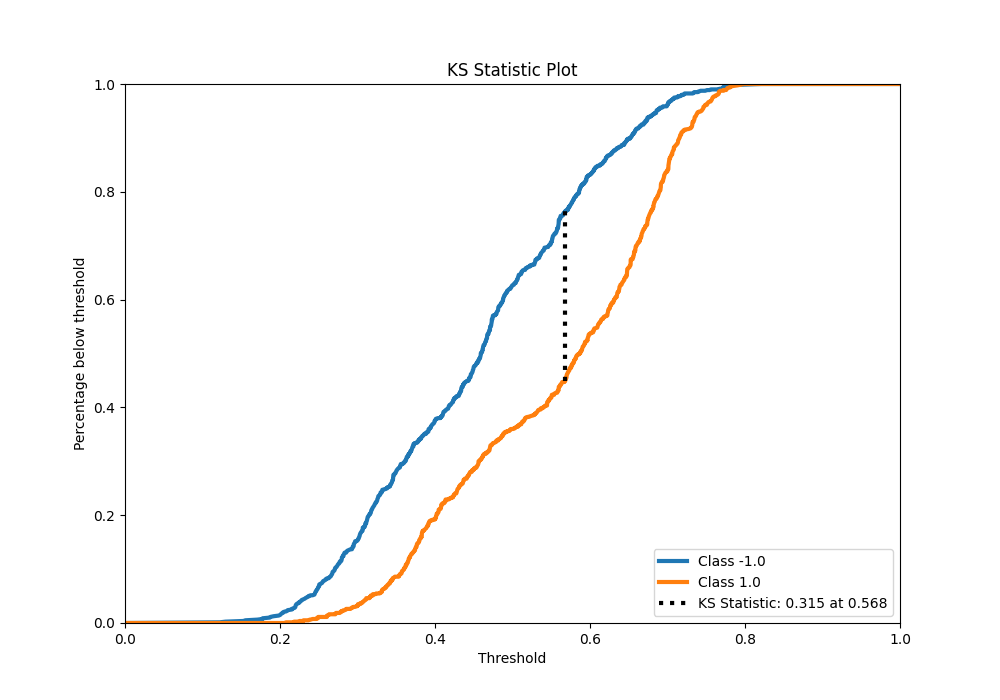 KS Statistic Plot
1.0
0.8
0.6
0.4
0.2
0.0
Percentage below threshold
0.0 0.2 0.4 0.6 0.8 1.0
Threshold
Class -1.0
Class 1.0
KS Statistic: 0.315 at 0.568